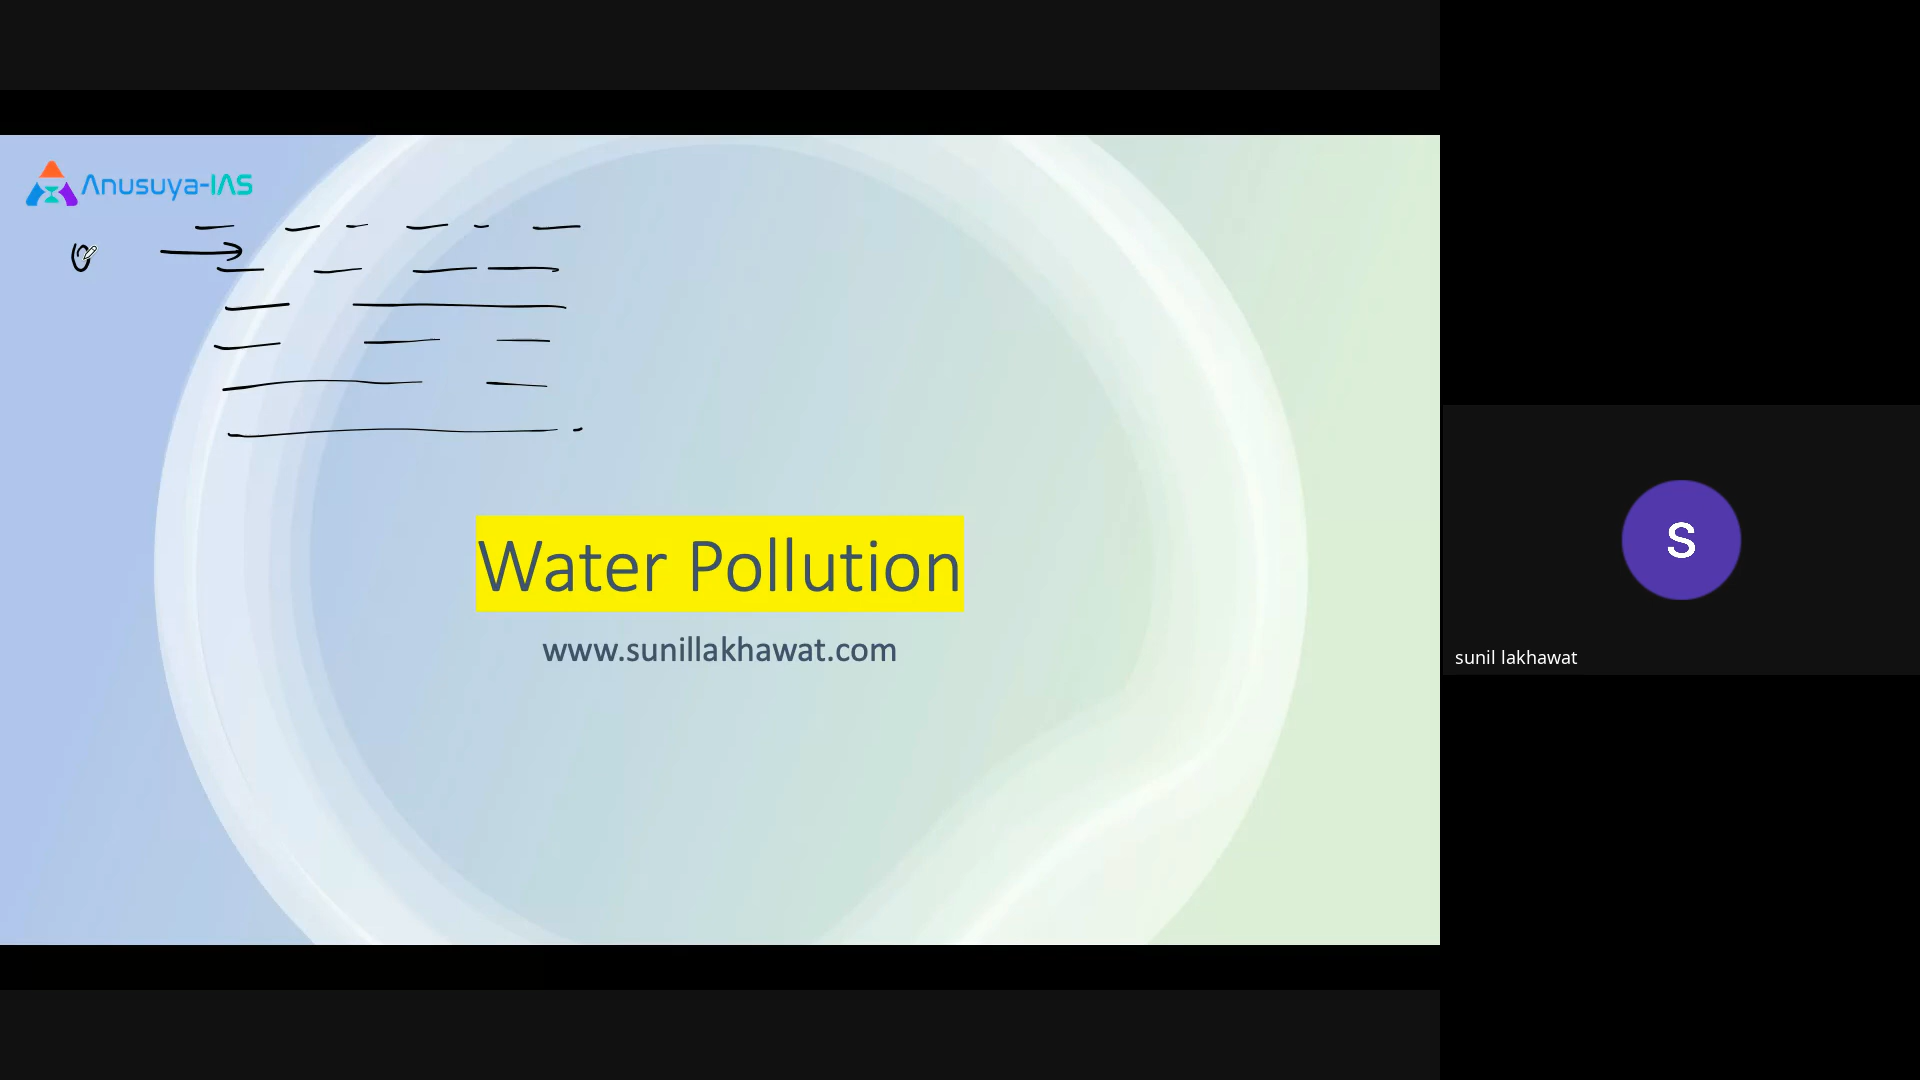 Anusuya-IAS
Water Pollution
www.sunillakhawat.com
S
sunil lakhawat